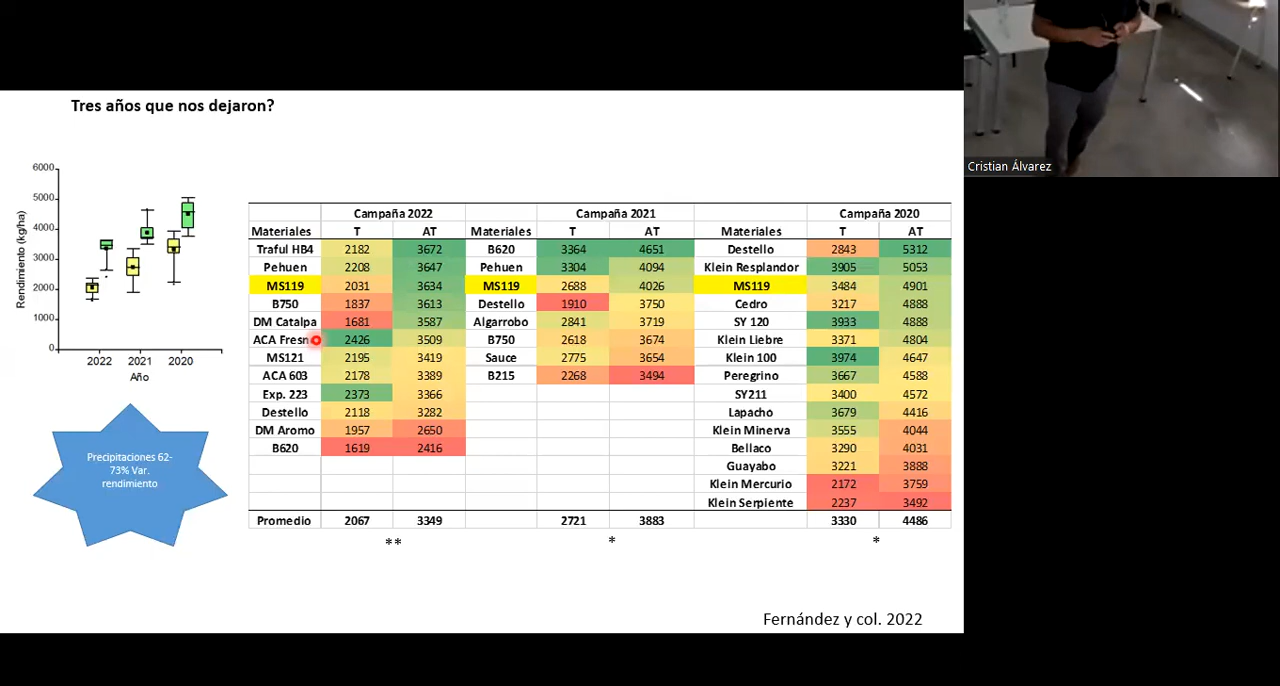 Tres años que nos dejaron?
Cristian Álvarez
6000
5000
4000
3000
2000
1000
0
Rendimiento (kg/ha)
2022 2021 2020
Año
Precipitaciones 62-
73% Var.
rendimiento
Campaña 2022 Campaña 2021 Campaña 2020
Materiales T AT Materiales T AT Materiales T AT
Traful HB4 2182 3672 B620 3364 4651 Destello 2843 5312
Pehuen 2208 3647 Pehuen 3304 4094 Klein Resplandor 3905 5053
MS119 2031 3634 MS119 2688 4026 MS119 3484 4901
B750 1837 3613 Destello 1910 3750 Cedro 3217 4888
DM Catalpa 1681 3587 Algarrobo 2841 3719 SY 120 3933 4888
ACA Fresno 2426 3509 B750 2618 3674 Klein Liebre 3371 4804
MS121 2195 3419 Sauce 2775 3654 Klein 100 3974 4647
ACA 603 2178 3389 B215 2268 3494 Peregrino 3667 4588
Exp. 223 2373 3366 SY211 3400 4572
Destello 2118 3282 Lapacho 3679 4416
DM Aromo 1957 2650 Klein Minerva 3555 4044
B620 1619 2416 Bellaco 3290 4031
Guayabo 3221 3888
Klein Mercurio 2172 3759
Klein Serpiente 2237 3492
Promedio 2067 3349 2721 3883 3330 4486
** * *
Fernández y col. 2022